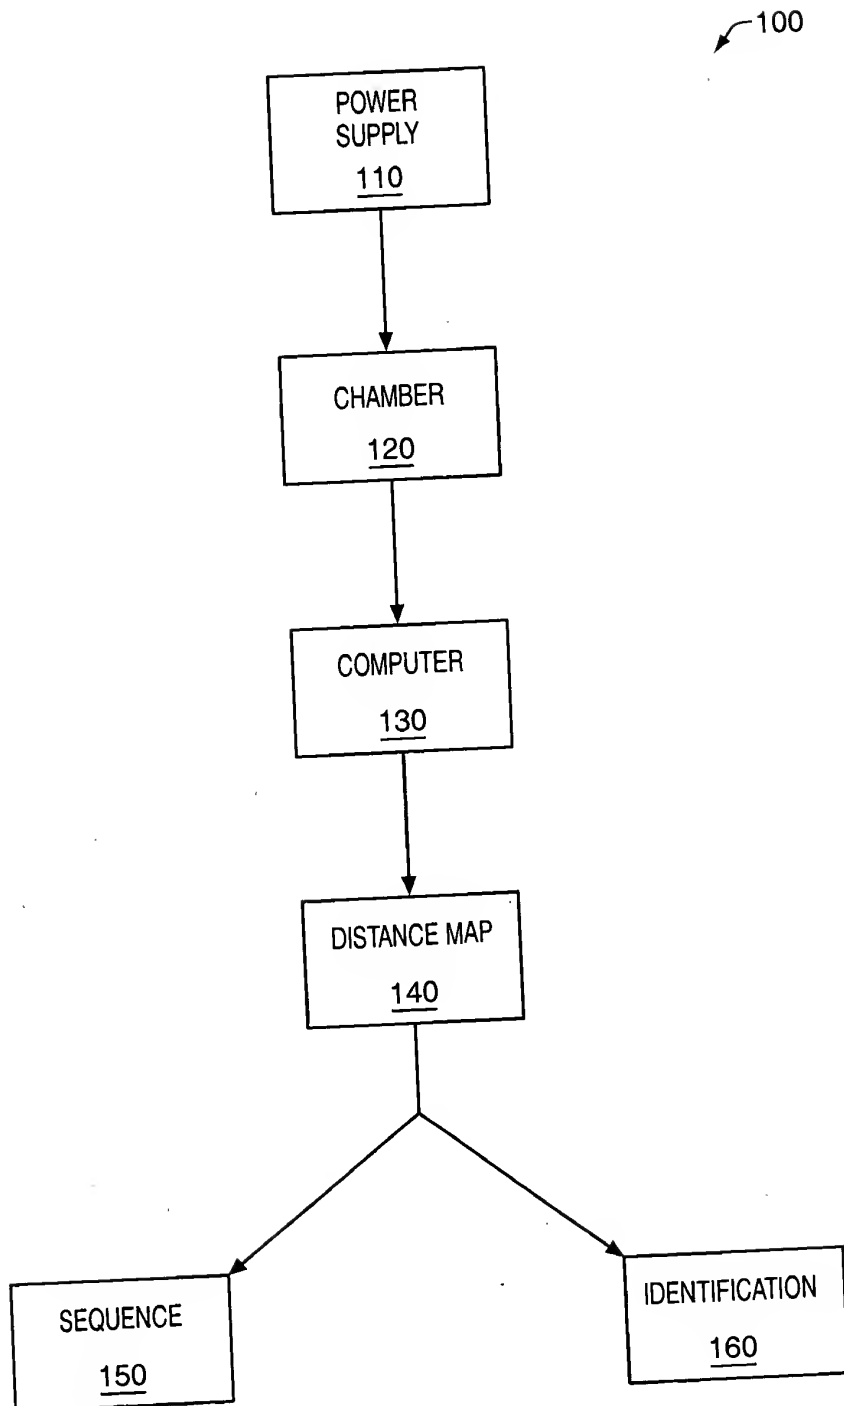 100
POWER
SUPPLY
110
CHAMBER
120
COMPUTER
130
DISTANCE MAP
140
SEQUENCE
150
IDENTIFICATION
160